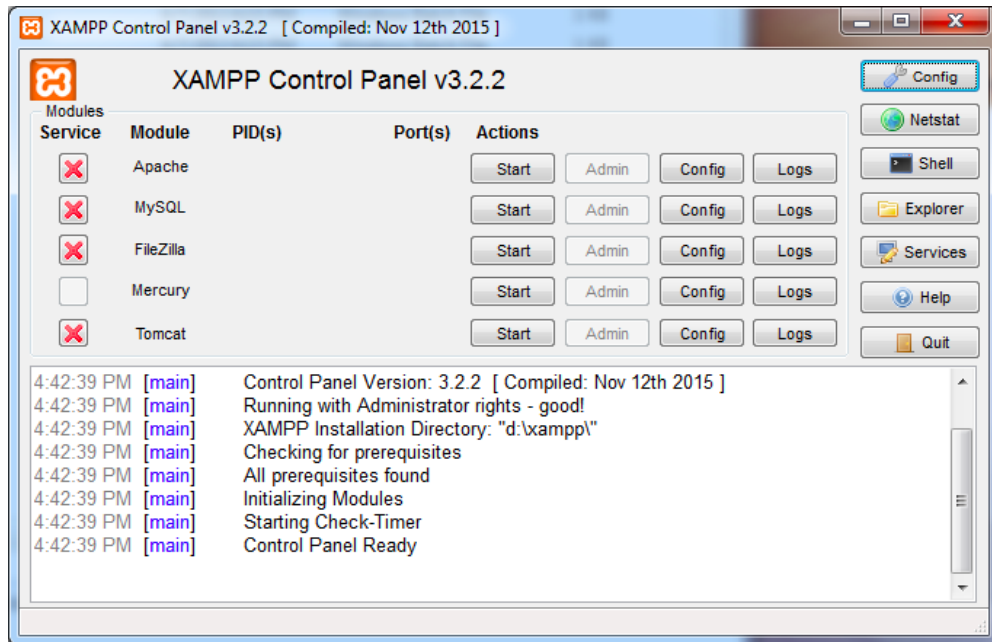 XAMPP Control Panel v3.2.2 [ Compiled: Nov 12th 2015 ]
XAMPP Control Panel v3.2.2
Config
Modules
Service Module PID(s) Port(s) Actions
Netstat
Apache Start Admin Config Logs
Shell
MySQL Start Admin Config Logs
Explorer
FileZilla Start Admin Config Logs
Services
Mercury Start Admin Config Logs
Help
Tomcat Start Admin Config Logs
Quit
4:42:39 PM [main] Control Panel Version: 3.2.2 [ Compiled: Nov 12th 2015 ]
4:42:39 PM [main] Running with Administrator rights - good!
4:42:39 PM [main] XAMPP Installation Directory: "d:\xampp\"
4:42:39 PM [main] Checking for prerequisites
4:42:39 PM [main] All prerequisites found
4:42:39 PM [main] Initializing Modules
4:42:39 PM [main] Starting Check-Timer
4:42:39 PM [main] Control Panel Ready